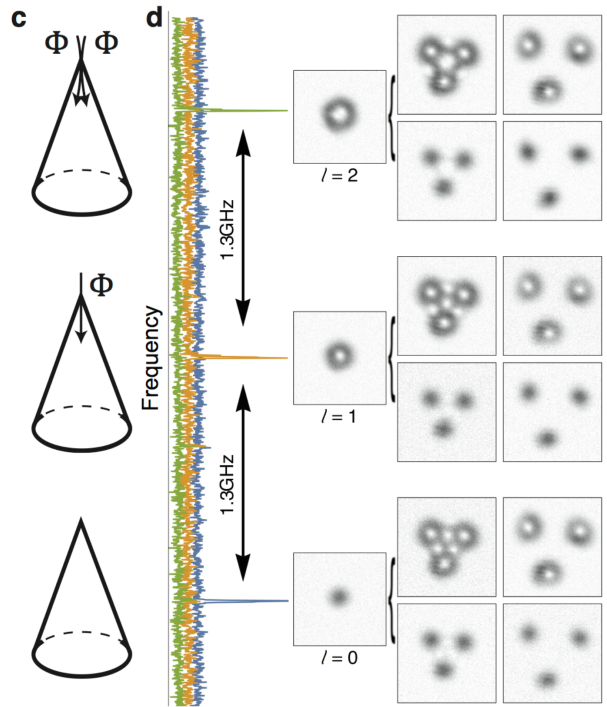 c
d
Φ Φ
Φ
Frequency
1.3GHz
1.3GHz
l = 2
l = 1
l = 0